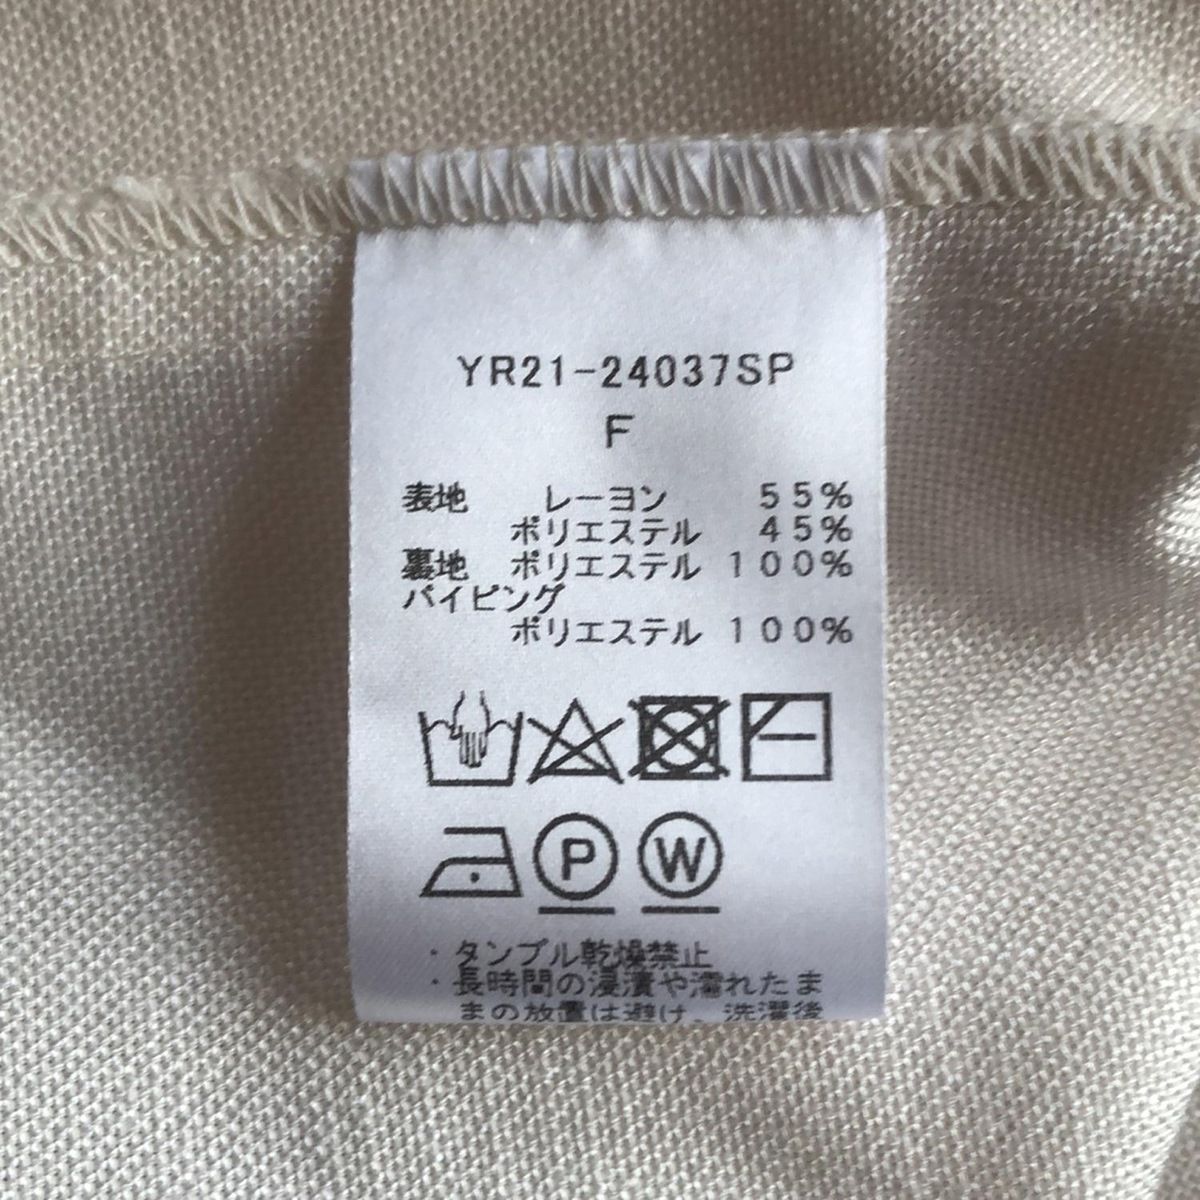 YR21-24037SP
F
表地 レーヨン 55%
ポリエステル 45%
裏地 ポリエステル 100%
パイピング
ポリエステル 100%
P W
・タンブル乾燥禁止
・長時間の浸漬や濡れたま
まの放置は避け、洗濯後